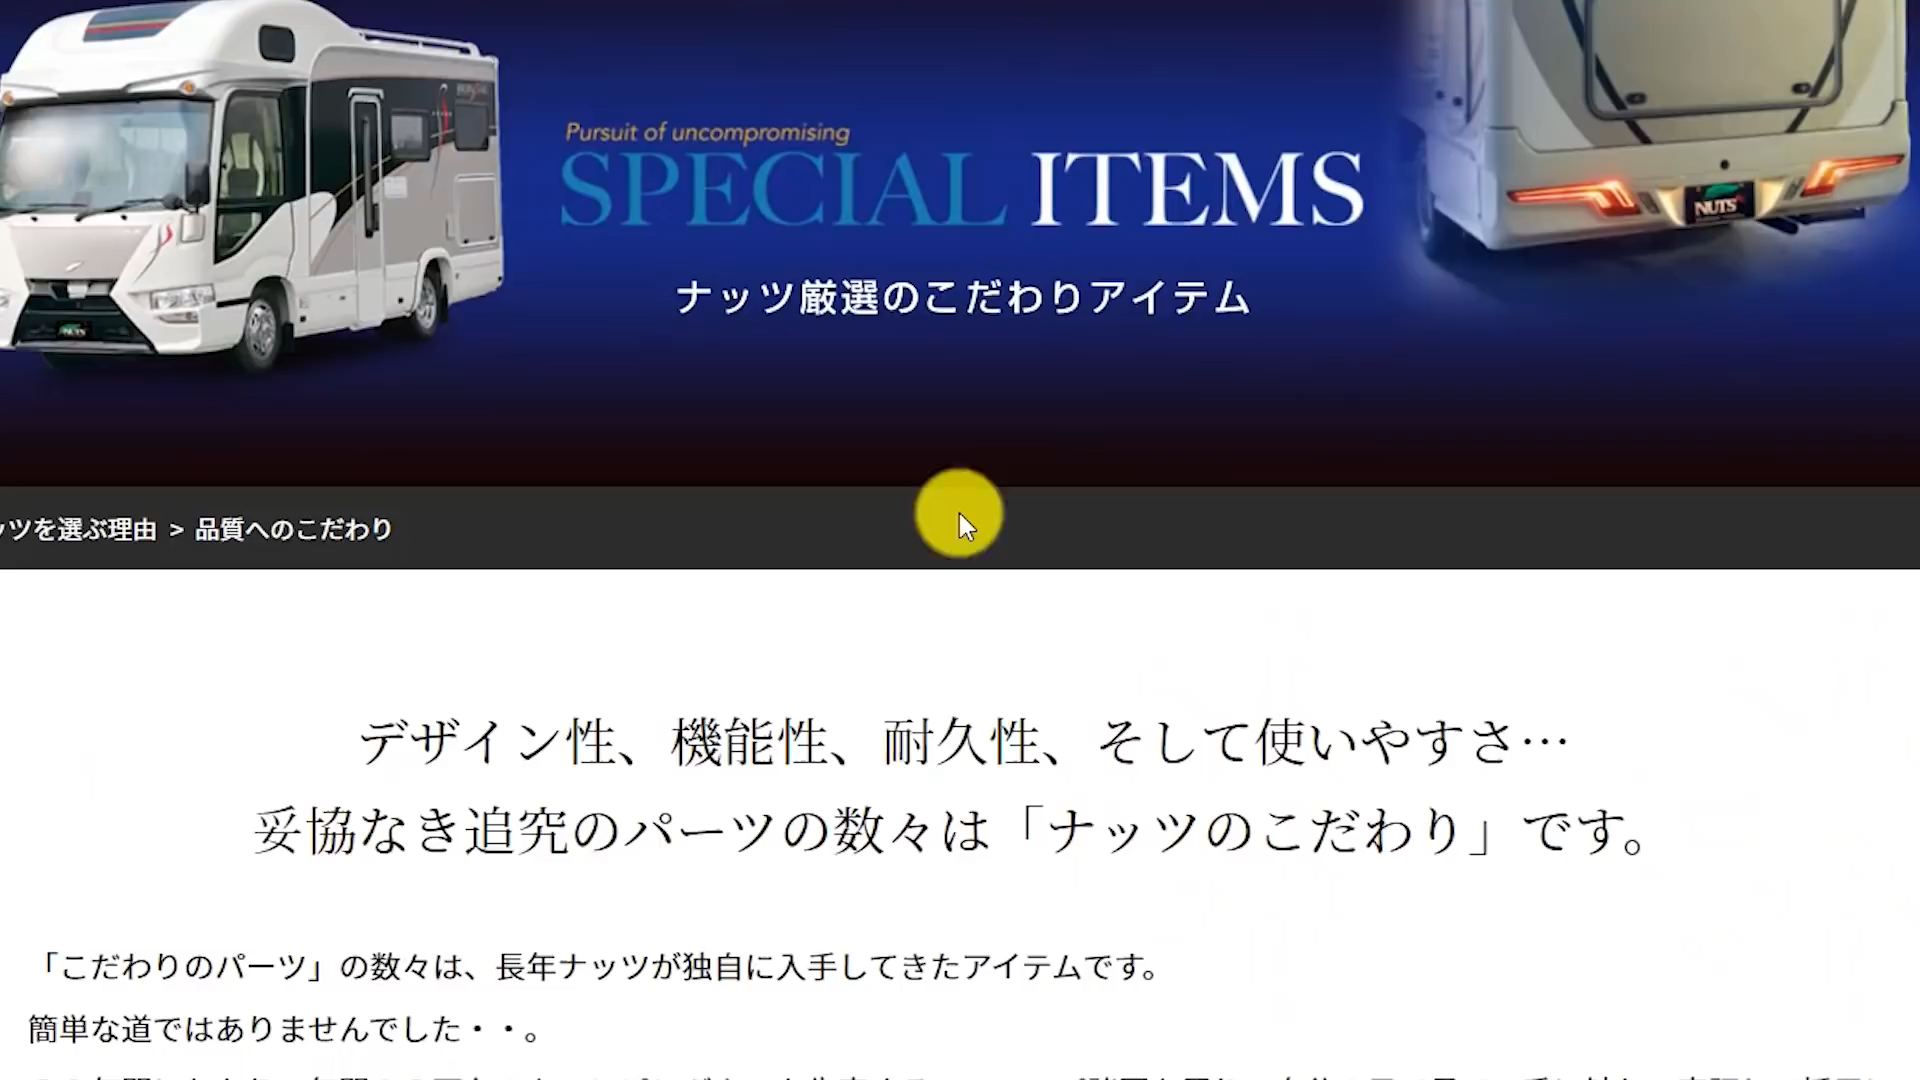 Pursuit of uncompromising
SPECIAL ITEMS
ナッツ厳選のこだわりアイテム
NUTS
NUTS
ッツを選ぶ理由 > 品質へのこだわり
デザイン性、機能性、耐久性、そして使いやすさ…
妥協なき追究のパーツの数々は「ナッツのこだわり」です。
「こだわりのパーツ」の数々は、長年ナッツが独自に入手してきたアイテムです。
簡単な道ではありませんでした・・。